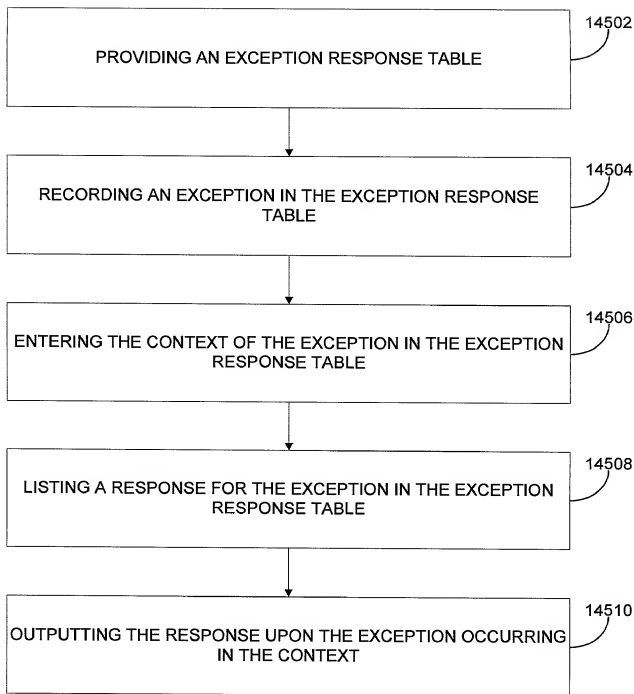 14502
PROVIDING AN EXCEPTION RESPONSE TABLE
14504
RECORDING AN EXCEPTION IN THE EXCEPTION RESPONSE
TABLE
14506
ENTERING THE CONTEXT OF THE EXCEPTION IN THE EXCEPTION
RESPONSE TABLE
14508
LISTING A RESPONSE FOR THE EXCEPTION IN THE EXCEPTION
RESPONSE TABLE
14510
OUTPUTTING THE RESPONSE UPON THE EXCEPTION OCCURRING
IN THE CONTEXT